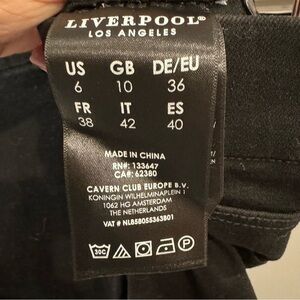 LIVERPOOL®
LOS ANGELES
US GB DE/EU
6 10 36
FR IT ES
38 42 40
MADE IN CHINA
RN#: 133647
CA#: 62380
CAVERN CLUB EUROPE B.V.
KONINGIN WILHELMINAPLEIN 1
1062 HG AMSTERDAM
THE NETHERLANDS
VAT # NL858055363B01
30C P